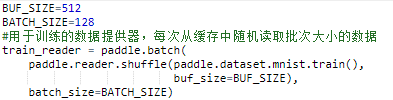 BUF_SIZE=512
BATCH_SIZE=128
#用于训练的数据提供器，每次从缓存中随机读取批次大小的数据
train_reader = paddle.batch(
    paddle.reader.shuffle(paddle.dataset.mnist.train(),
                          buf_size=BUF_SIZE),
    batch_size=BATCH_SIZE)